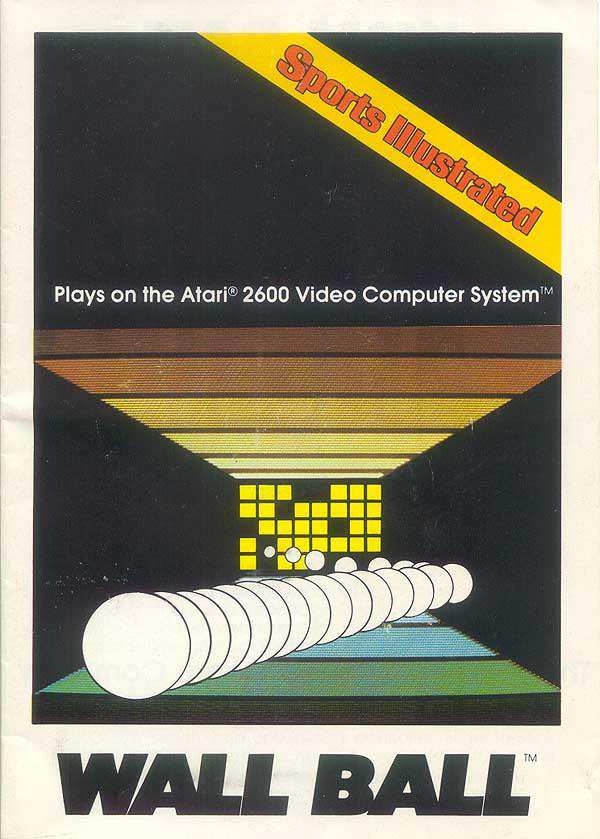 Sports Illustrated
Plays on the Atari® 2600 Video Computer System™
WALL BALL™